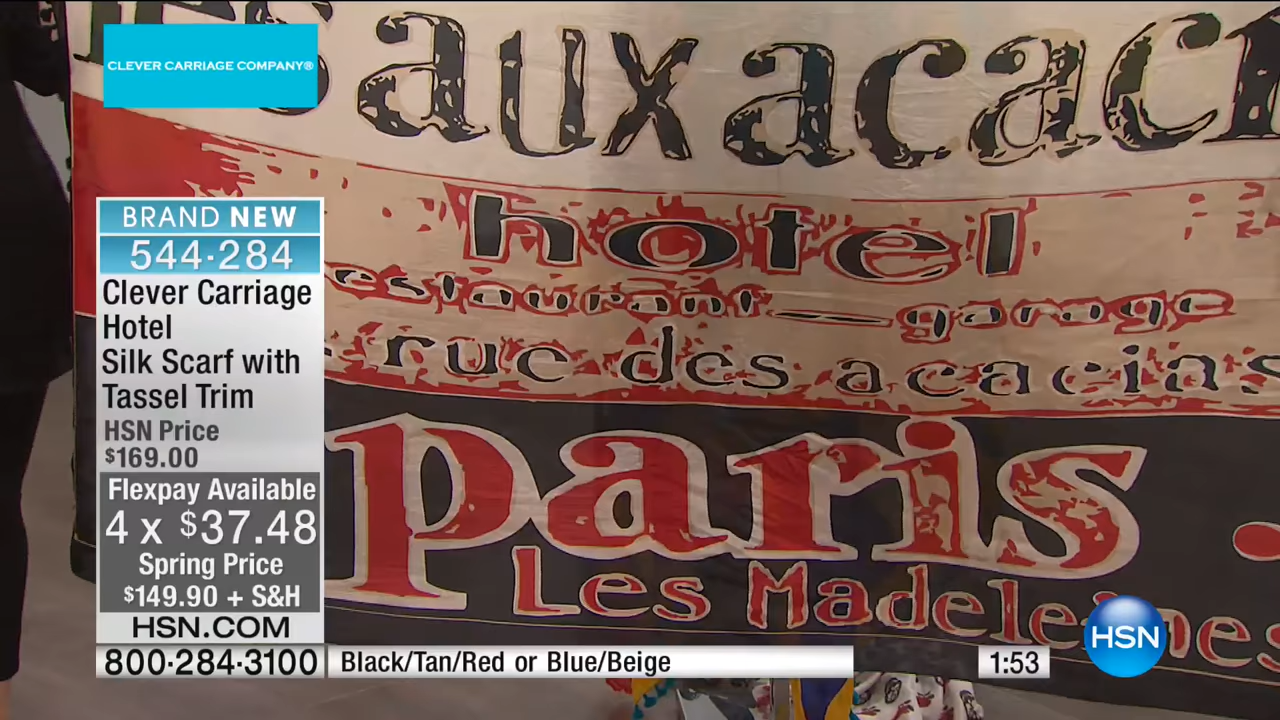 CLEVER CARRIAGE COMPANY®
BRAND NEW
544·284
Clever Carriage
Hotel
Silk Scarf with
Tassel Trim
HSN Price
$169.00
Flexpay Available
4 x $37.48
Spring Price
$149.90 + S&H
HSN.COM
800·284·3100
Black/Tan/Red or Blue/Beige
1:53
HSN
aux acaci
hotel
estaurant_garage
rue des acacias
paris.
Les Madeleines